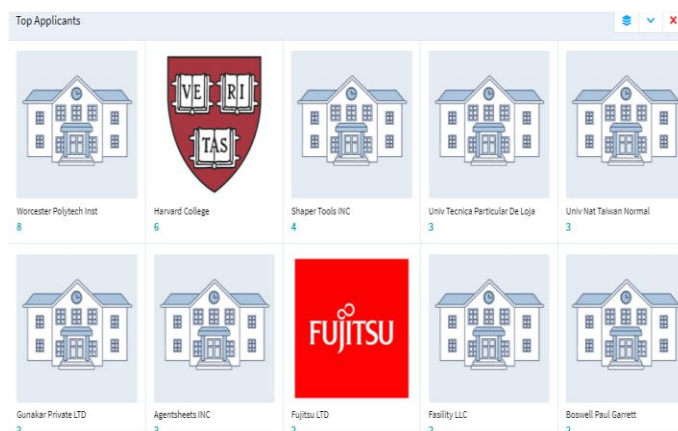 Top Applicants
VE RI
TAS
Worcester Polytech Inst
8
Harvard College
6
Shaper Tools INC
4
Univ Tecnica Particular De Loja
3
Univ Nat Taiwan Normal
3
FUJITSU
Gunakar Private LTD
Agentsheets INC
Fujitsu LTD
Fasility LLC
Boswell Paul Garrett